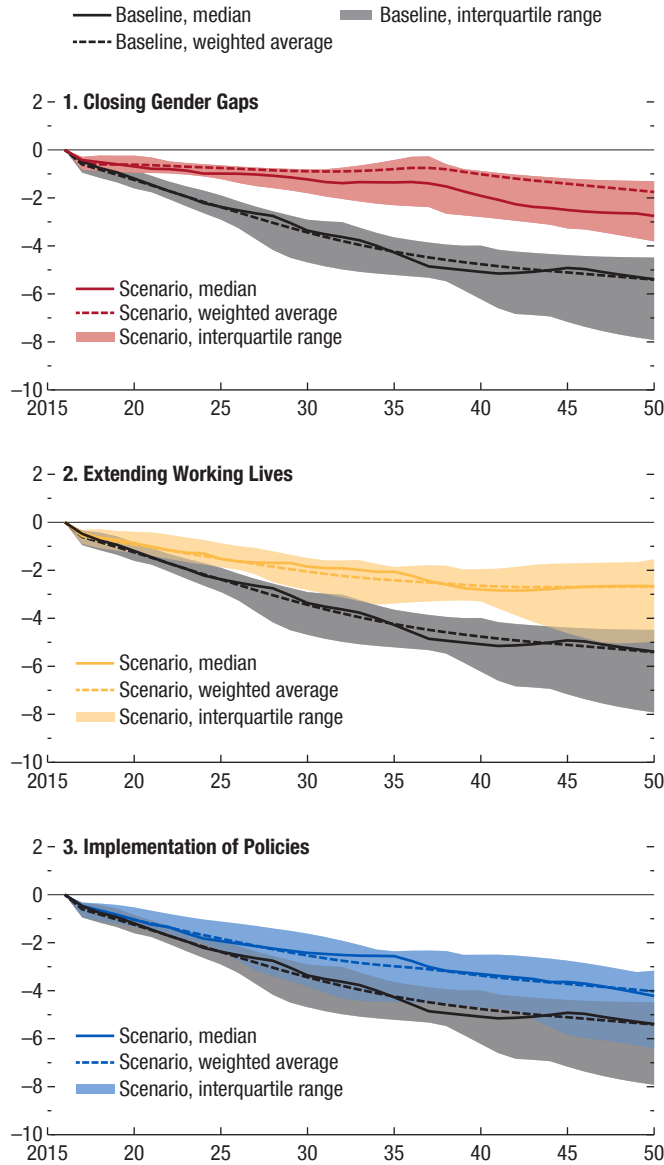 Baseline, median
Baseline, interquartile range
Baseline, weighted average
1. Closing Gender Gaps
2
0
–2
–4
–6
–8
–10
Scenario, median
Scenario, weighted average
Scenario, interquartile range
2015 20 25 30 35 40 45 50
2. Extending Working Lives
2
0
–2
–4
–6
–8
–10
Scenario, median
Scenario, weighted average
Scenario, interquartile range
2015 20 25 30 35 40 45 50
3. Implementation of Policies
2
0
–2
–4
–6
–8
–10
Scenario, median
Scenario, weighted average
Scenario, interquartile range
2015 20 25 30 35 40 45 50